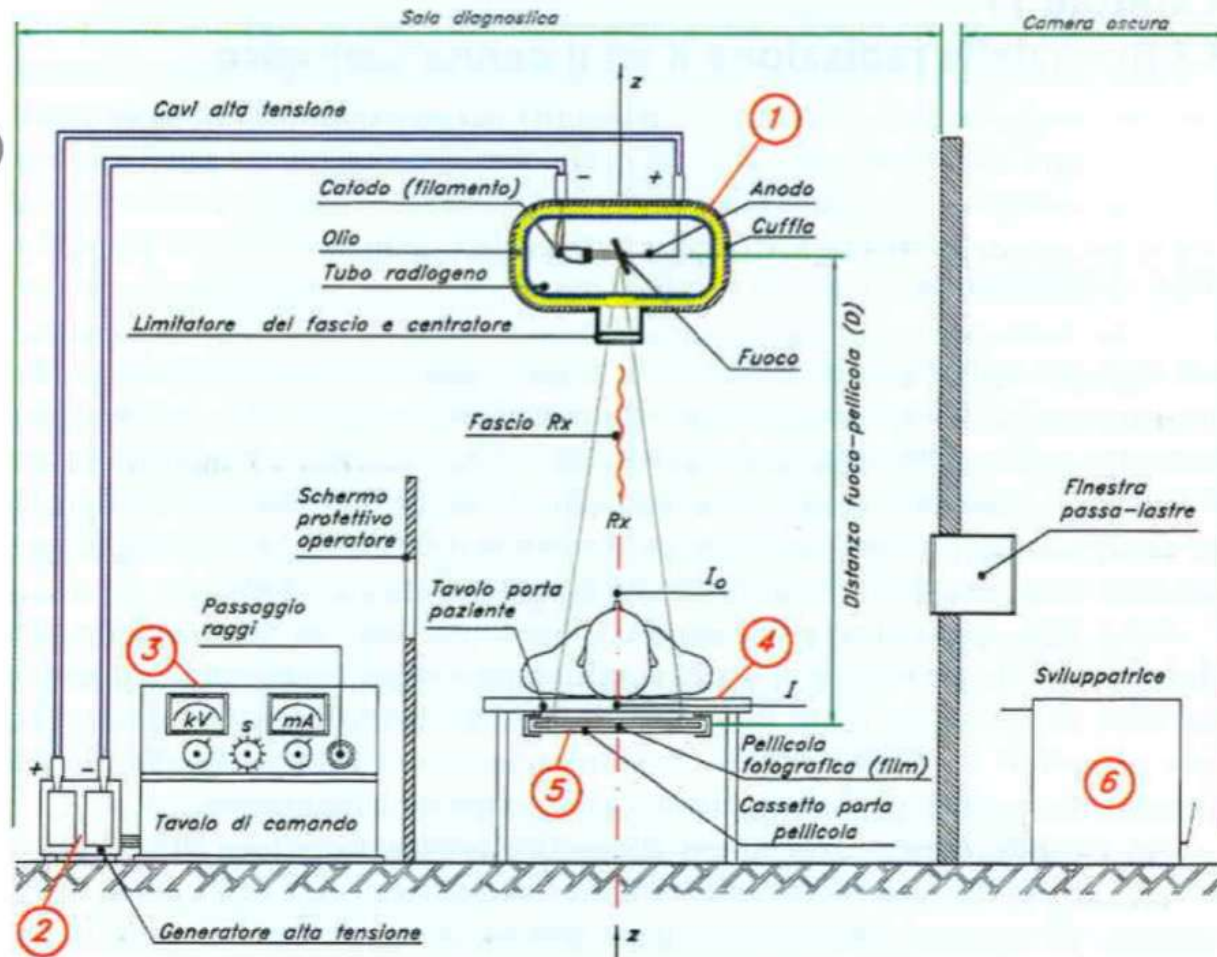 Sala diagnostica
Camera oscura
z
Cavi alta tensione
1
-
+
Catodo (filamento)
Anodo
Olio
Cuffia
Tubo radiogeno
Limitatore del fascio e centratore
Fuoco
Distanza fuoco-pellicola (D)
Fascio Rx
Schermo
protettivo
operatore
Rx
Finestra
passa-lastre
Tavolo porta
paziente
Io
Passaggio
raggi
3
4
I
Sviluppatrice
kV
s
mA
+
-
Pellicola
fotografica (film)
5
6
Cassetto porta
pellicola
Tavolo di comando
2
Generatore alta tensione
z